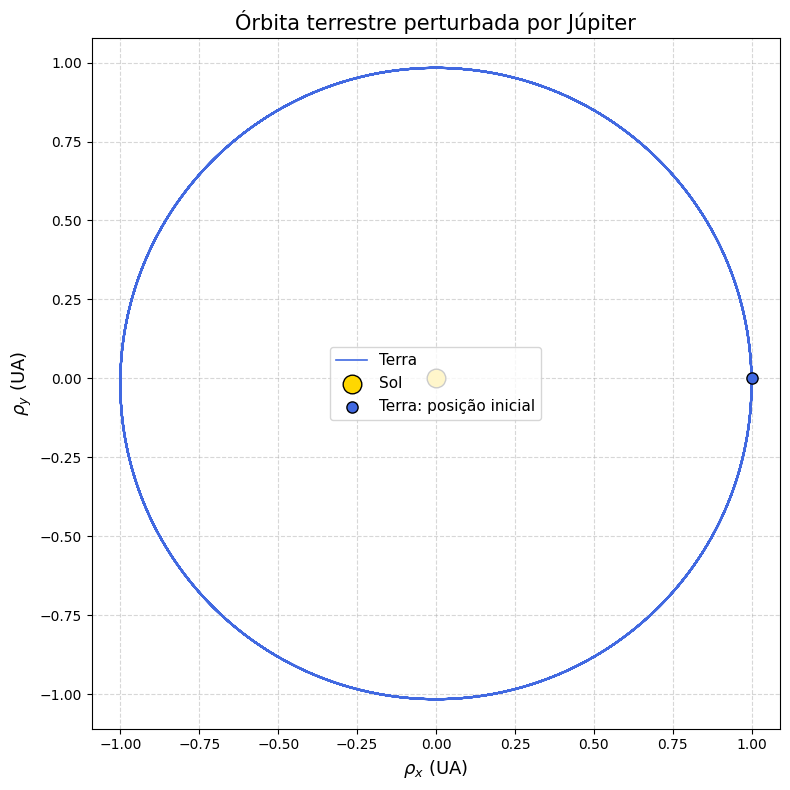 Órbita terrestre perturbada por Júpiter
1.00
0.75
0.50
0.25
0.00
−0.25
−0.50
−0.75
−1.00
ρy (UA)
Terra
Sol
Terra: posição inicial
−1.00 −0.75 −0.50 −0.25 0.00 0.25 0.50 0.75 1.00
ρx (UA)